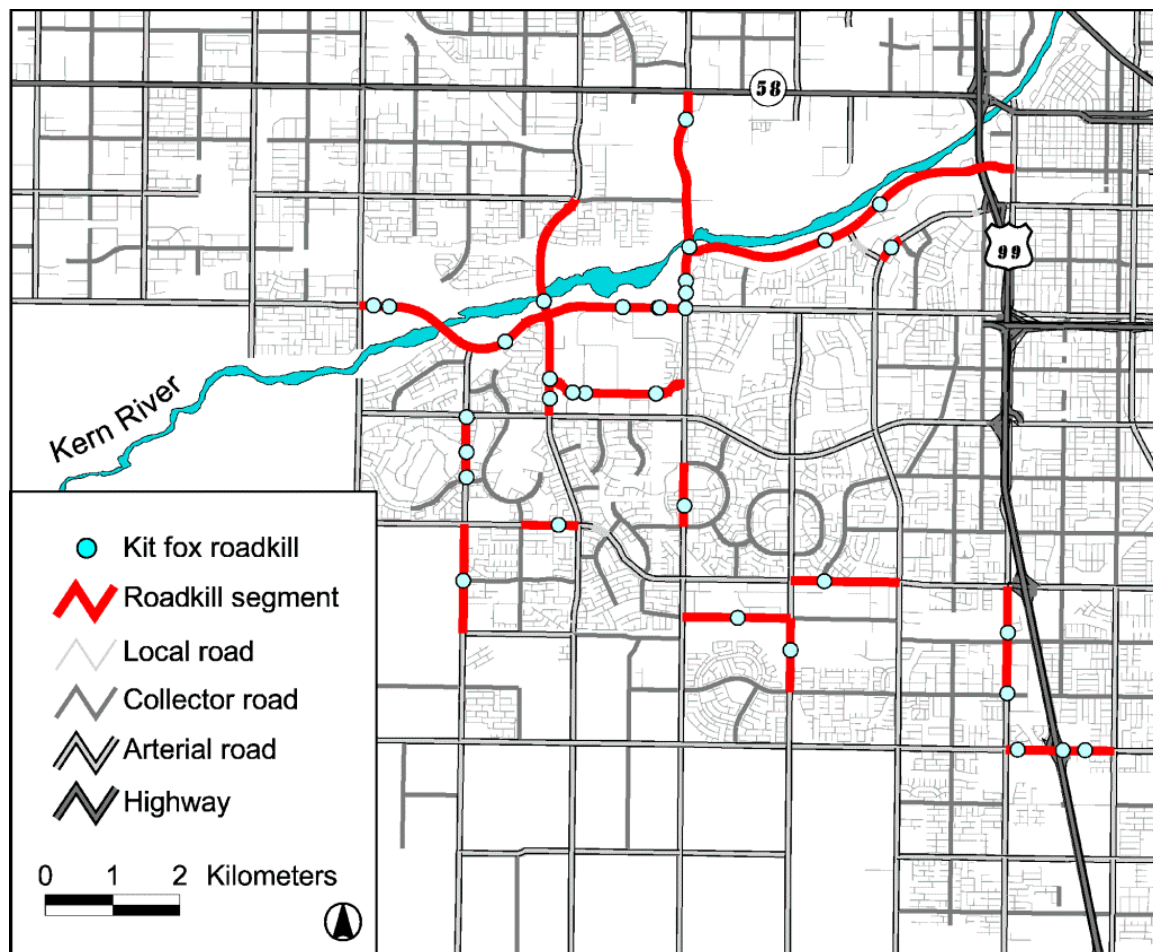 58
99
Kern River
Kit fox roadkill
Roadkill segment
Local road
Collector road
Arterial road
Highway
0 1 2 Kilometers